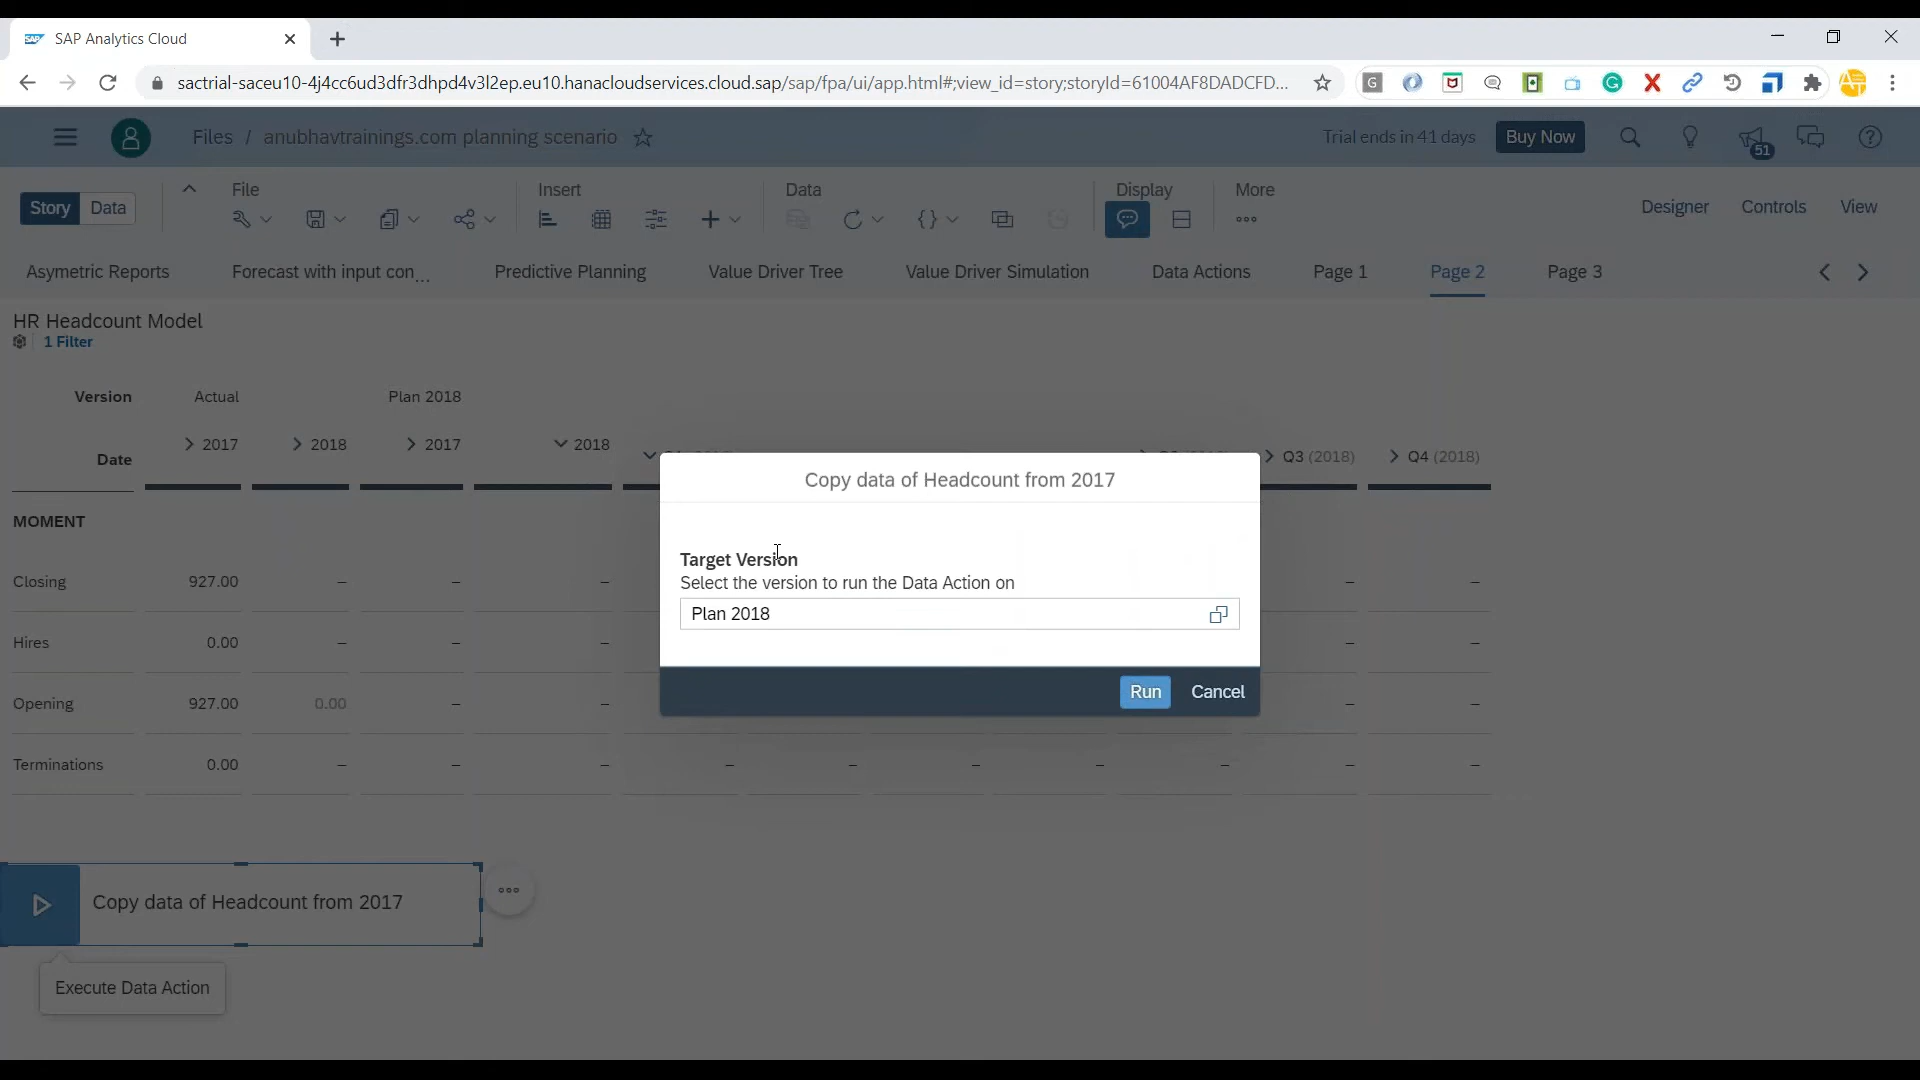 SAP Analytics Cloud
sactrial-saceu10-4j4cc6ud3dfr3dhpd4v3l2ep.eu10.hanacloudservices.cloud.sap/sap/fpa/ui/app.html#;view_id=story;storyId=61004AF8DADCFD...
Files / anubhavtrainings.com planning scenario
Trial ends in 41 days Buy Now 51
Story Data File Insert Data Display More
Designer Controls View
Asymetric Reports Forecast with input con... Predictive Planning Value Driver Tree Value Driver Simulation Data Actions Page 1 Page 2 Page 3
HR Headcount Model
1 Filter
Version Actual Plan 2018
Date 2017 2018 2017 2018 Q3 (2018) Q4 (2018)
MOMENT
Closing 927.00 – – – – –
Hires 0.00 – – – – –
Opening 927.00 0.00 – – – –
Terminations 0.00 – – – – – – – – – –
Copy data of Headcount from 2017
Target Version
Select the version to run the Data Action on
Plan 2018
Run Cancel
Copy data of Headcount from 2017
Execute Data Action